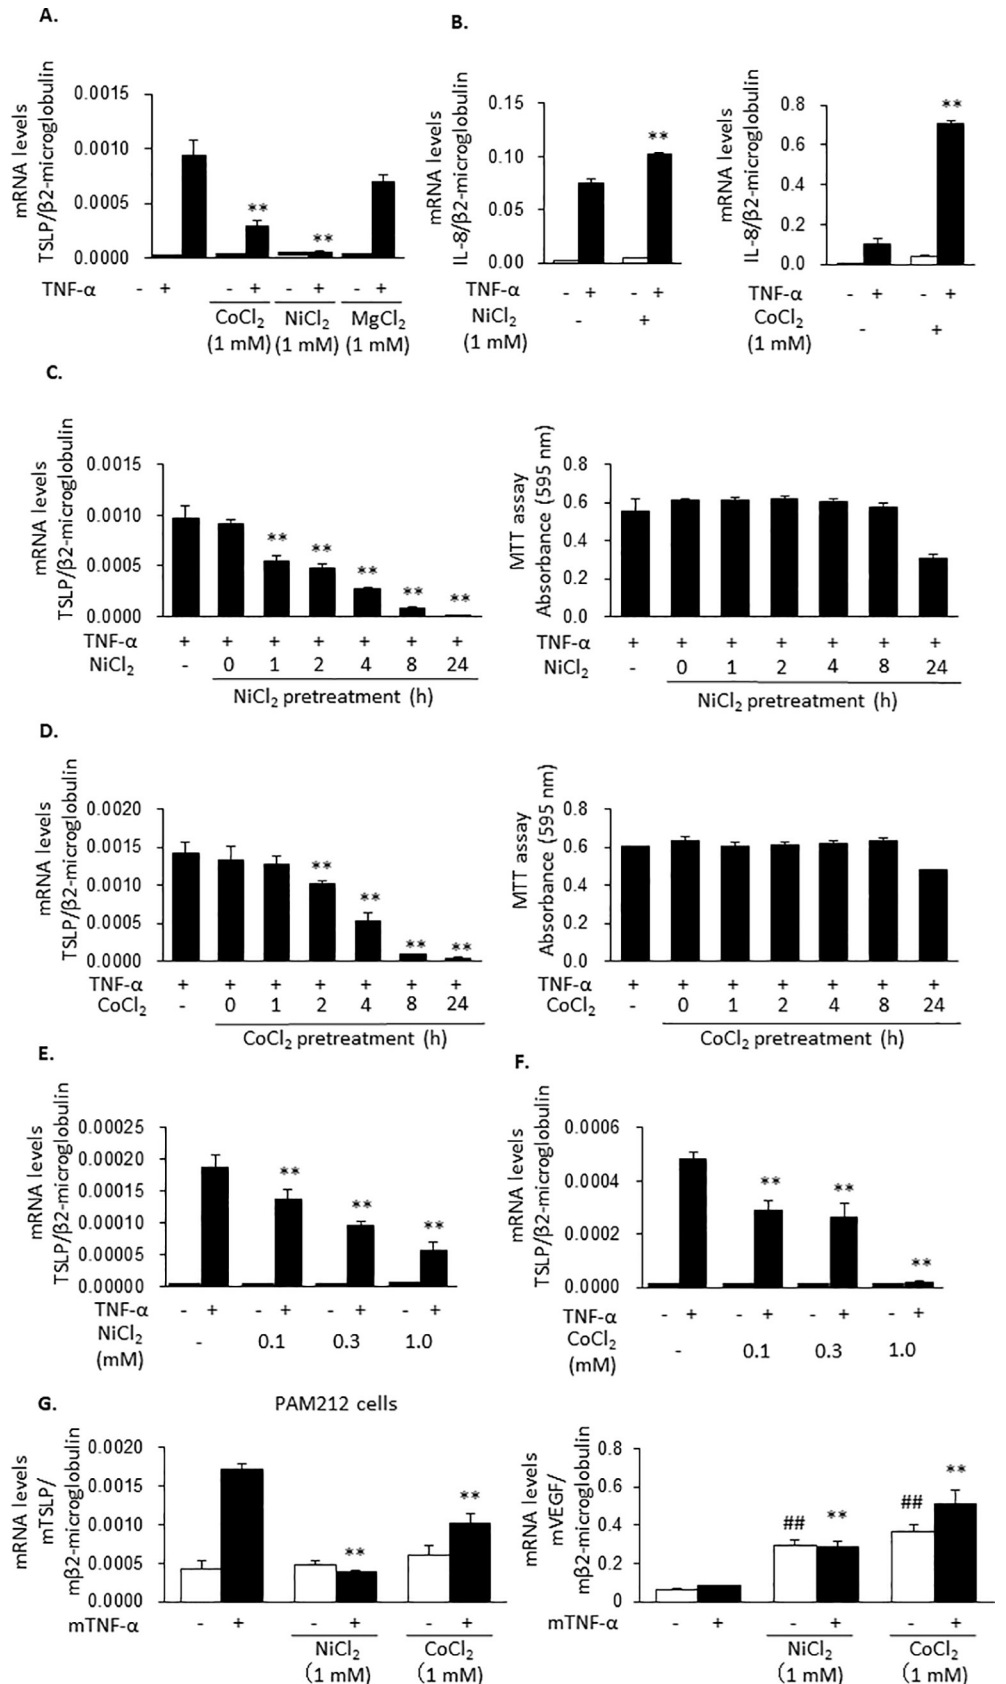 A.
mRNA levels
TSLP/β2-microglobulin
0.0015
0.0010
0.0005
0.0000
**
**
TNF-α - + - + - + - +
CoCl2 NiCl2 MgCl2
(1 mM) (1 mM) (1 mM)
B.
mRNA levels
IL-8/β2-microglobulin
0.15
0.10
0.05
0.00
**
TNF-α - + - +
NiCl2 - +
(1 mM)
mRNA levels
IL-8/β2-microglobulin
0.8
0.6
0.4
0.2
0.0
**
TNF-α - + - +
CoCl2 - +
(1 mM)
C.
mRNA levels
TSLP/β2-microglobulin
0.0015
0.0010
0.0005
0.0000
** ** ** ** **
TNF-α + + + + + + +
NiCl2 - 0 1 2 4 8 24
NiCl2 pretreatment (h)
MTT assay
Absorbance (595 nm)
0.8
0.6
0.4
0.2
0.0
TNF-α + + + + + + +
NiCl2 - 0 1 2 4 8 24
NiCl2 pretreatment (h)
D.
mRNA levels
TSLP/β2-microglobulin
0.0020
0.0015
0.0010
0.0005
0.0000
** ** ** **
TNF-α + + + + + + +
CoCl2 - 0 1 2 4 8 24
CoCl2 pretreatment (h)
MTT assay
Absorbance (595 nm)
0.8
0.6
0.4
0.2
0.0
TNF-α + + + + + + +
CoCl2 - 0 1 2 4 8 24
CoCl2 pretreatment (h)
E.
mRNA levels
TSLP/β2-microglobulin
0.00025
0.00020
0.00015
0.00010
0.00005
0.00000
** ** **
TNF-α - + - + - + - +
NiCl2 - 0.1 0.3 1.0
(mM)
F.
mRNA levels
TSLP/β2-microglobulin
0.0006
0.0004
0.0002
0.0000
** ** **
TNF-α - + - + - + - +
CoCl2 - 0.1 0.3 1.0
(mM)
G.
PAM212 cells
mRNA levels
mTSLP/
mβ2-microglobulin
0.0020
0.0015
0.0010
0.0005
0.0000
** **
mTNF-α - + - + - +
NiCl2 CoCl2
(1 mM) (1 mM)
mRNA levels
mVEGF/
mβ2-microglobulin
0.8
0.6
0.4
0.2
0
## ** ## **
mTNF-α - + - + - +
NiCl2 CoCl2
(1 mM) (1 mM)